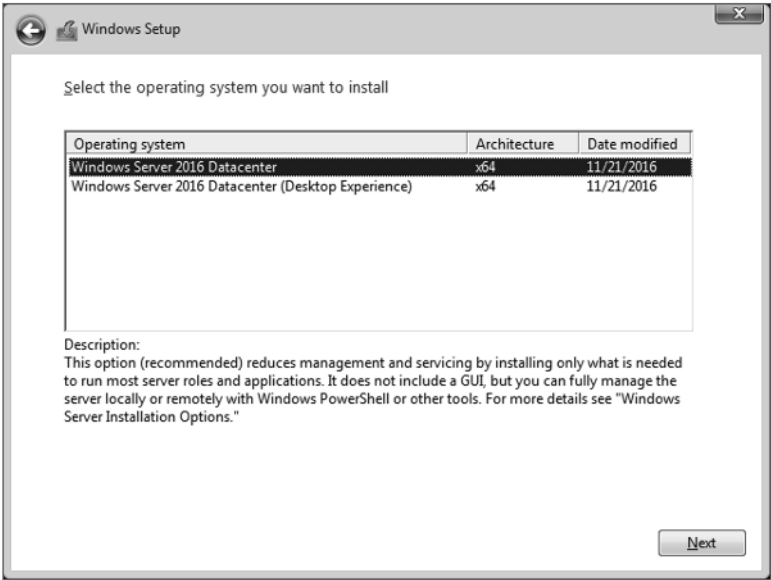 Windows Setup
X
Select the operating system you want to install
Operating system Architecture Date modified
Windows Server 2016 Datacenter x64 11/21/2016
Windows Server 2016 Datacenter (Desktop Experience) x64 11/21/2016
Description:
This option (recommended) reduces management and servicing by installing only what is needed
to run most server roles and applications. It does not include a GUI, but you can fully manage the
server locally or remotely with Windows PowerShell or other tools. For more details see "Windows
Server Installation Options."
Next